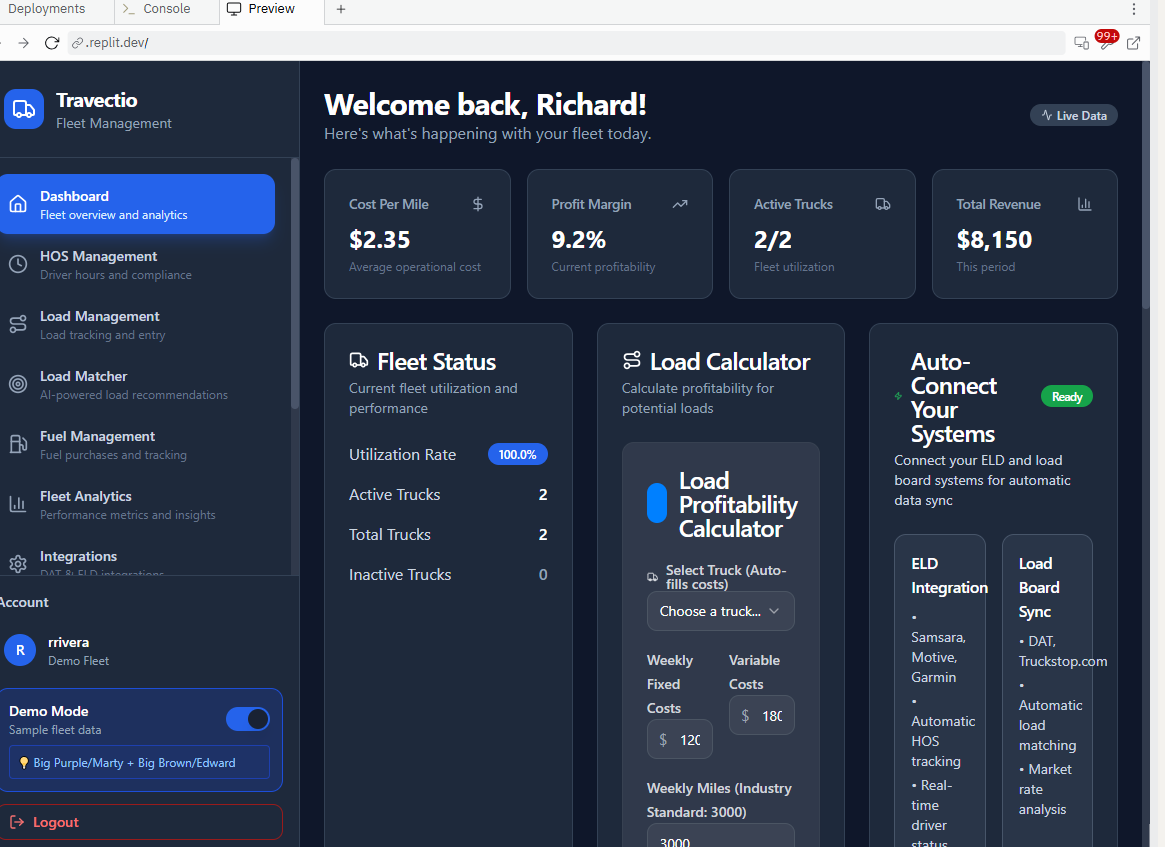 Deployments
Console
Preview
.replit.dev/
99+
Travectio
Fleet Management
Dashboard
Fleet overview and analytics
HOS Management
Driver hours and compliance
Load Management
Load tracking and entry
Load Matcher
AI-powered load recommendations
Fuel Management
Fuel purchases and tracking
Fleet Analytics
Performance metrics and insights
Integrations
DAT & ELD integrations
Account
R
rrivera
Demo Fleet
Demo Mode
Sample fleet data
Big Purple/Marty + Big Brown/Edward
Logout
Welcome back, Richard!
Here's what's happening with your fleet today.
Live Data
Cost Per Mile
$2.35
Average operational cost
Profit Margin
9.2%
Current profitability
Active Trucks
2/2
Fleet utilization
Total Revenue
$8,150
This period
Fleet Status
Current fleet utilization and
performance
Utilization Rate 100.0%
Active Trucks 2
Total Trucks 2
Inactive Trucks 0
Load Calculator
Calculate profitability for
potential loads
Load
Profitability
Calculator
Select Truck (Auto-
fills costs)
Choose a truck...
Weekly
Fixed
Costs
$ 120
Variable
Costs
$ 180
Weekly Miles (Industry
Standard: 3000)
3000
Auto-
Connect
Your
Systems
Ready
Connect your ELD and load
board systems for automatic
data sync
ELD
Integration
•
Samsara,
Motive,
Garmin
•
Automatic
HOS
tracking
• Real-
time
driver
status
Load
Board
Sync
• DAT,
Truckstop.com
•
Automatic
load
matching
• Market
rate
analysis